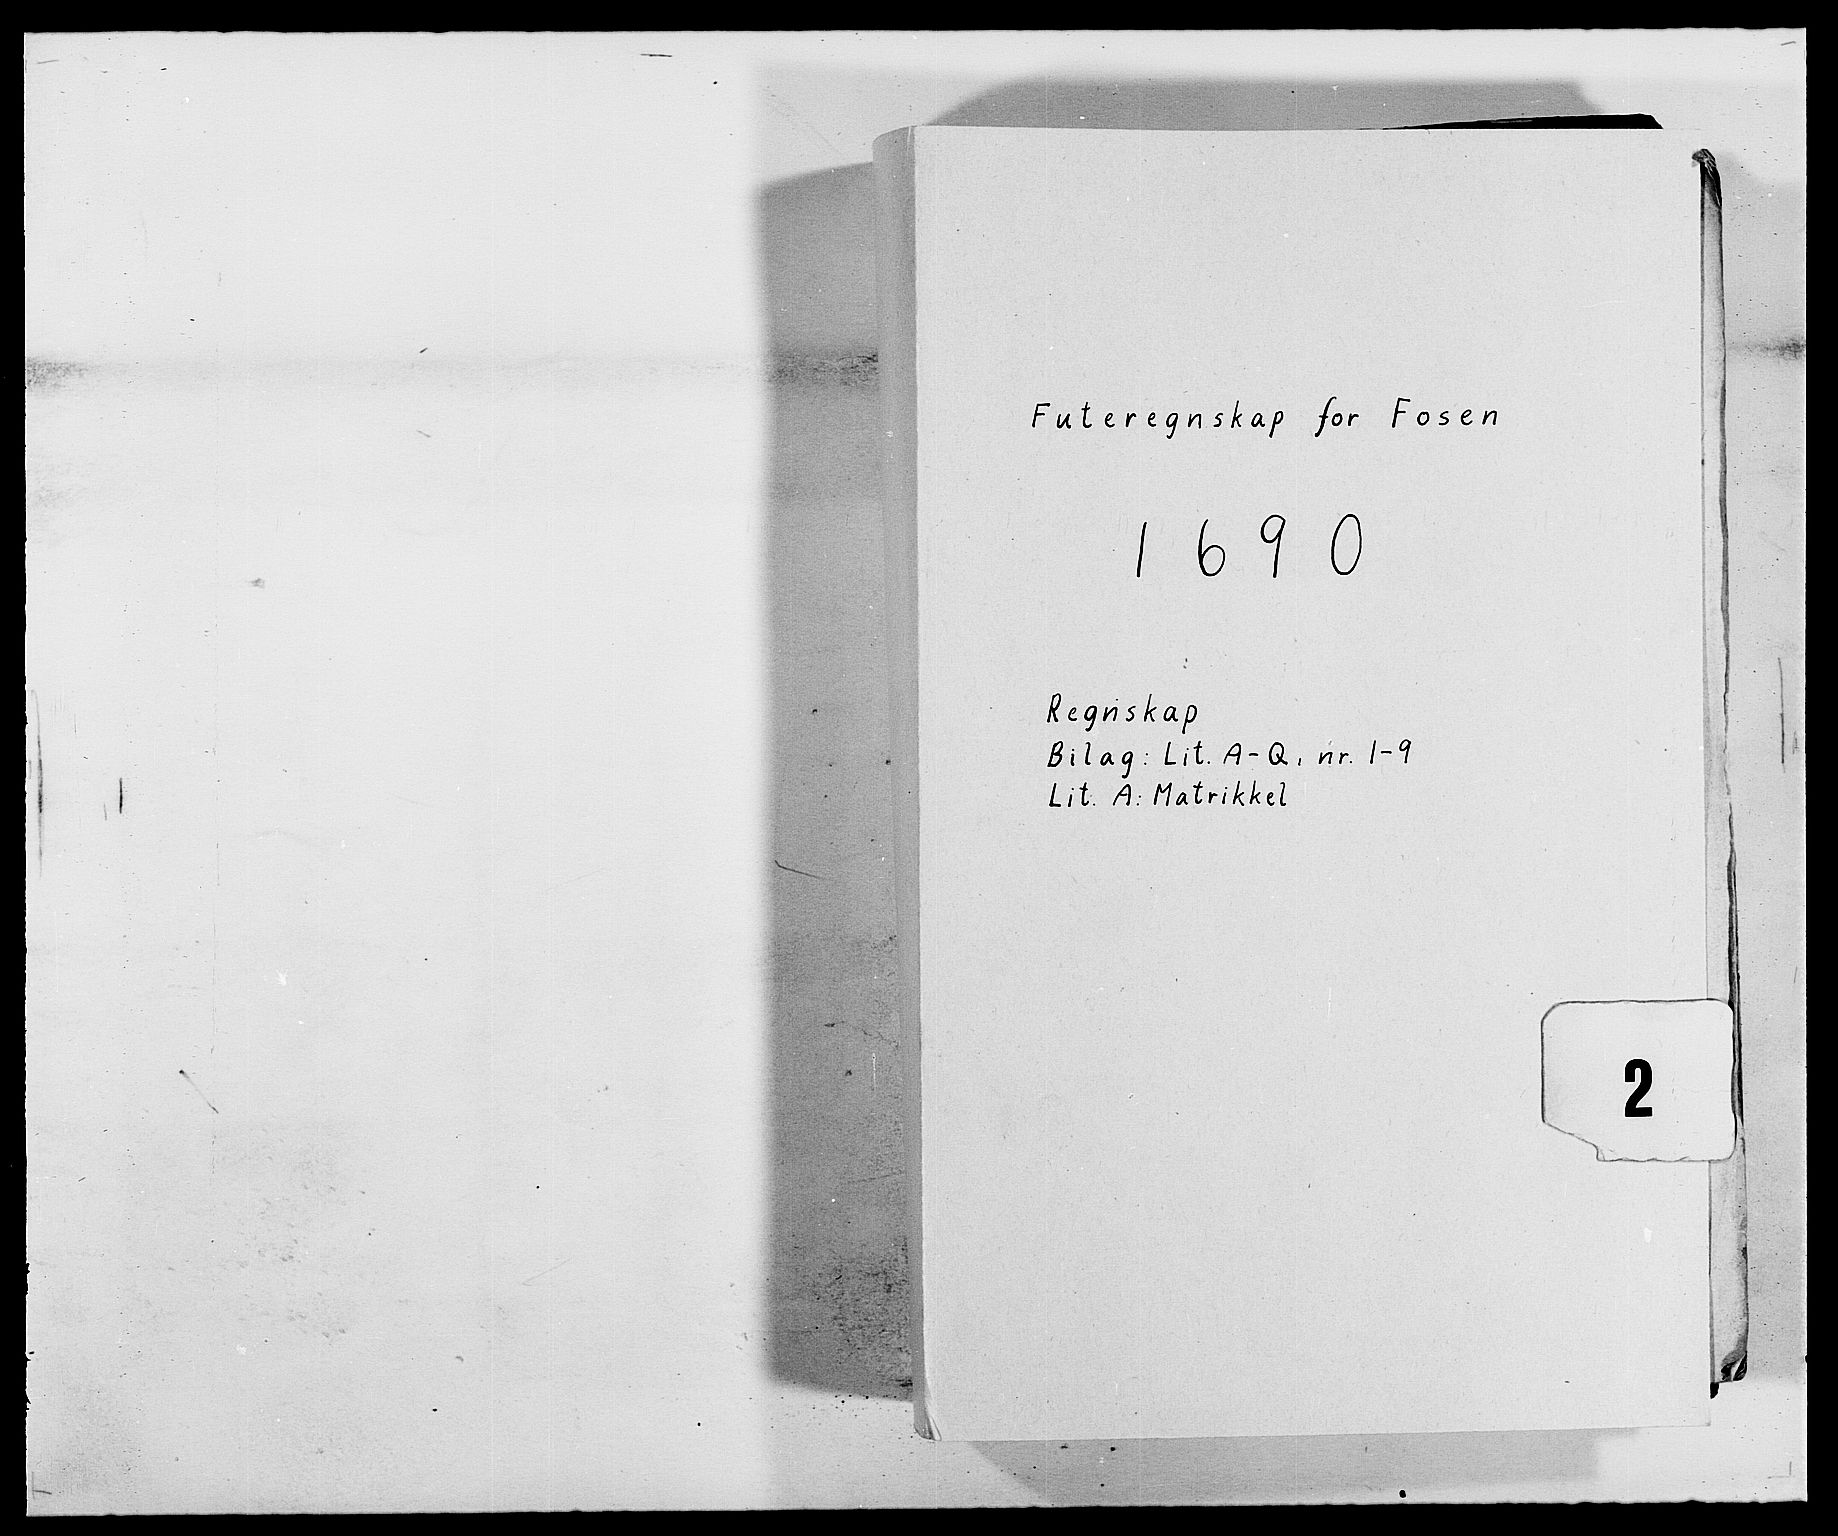 Futeregnskap for Fosen
1690
Regnskap
Bilag: Lit. A-Q, nr. 1-9
Lit. A: Matrikkel
2